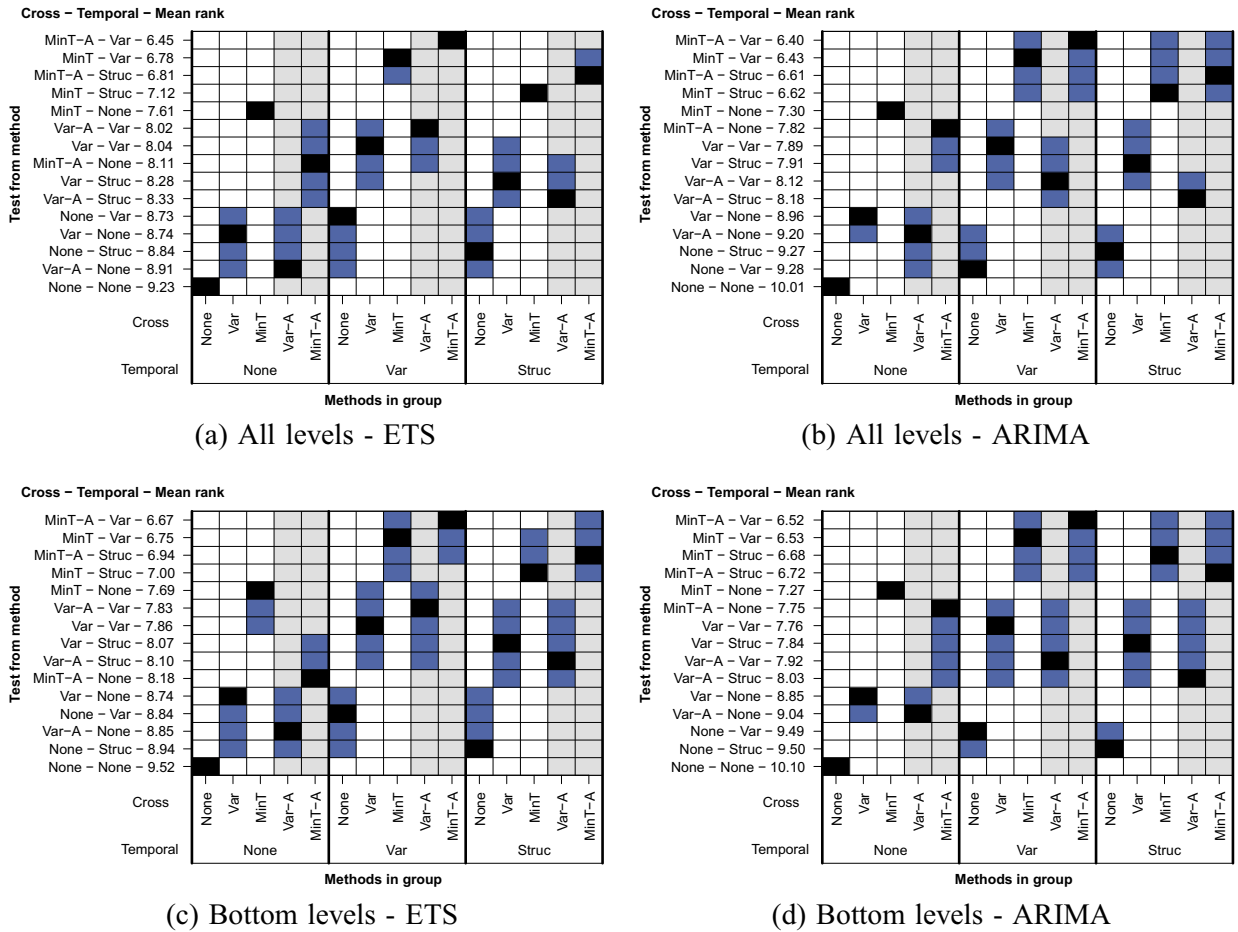 Cross − Temporal − Mean rank
Test from method
MinT−A − Var − 6.45
MinT − Var − 6.78
MinT−A − Struc − 6.81
MinT − Struc − 7.12
MinT − None − 7.61
Var−A − Var − 8.02
Var − Var − 8.04
MinT−A − None − 8.11
Var − Struc − 8.28
Var−A − Struc − 8.33
None − Var − 8.73
Var − None − 8.74
None − Struc − 8.84
Var−A − None − 8.91
None − None − 9.23
Cross
None Var MinT Var−A MinT−A None Var MinT Var−A MinT−A None Var MinT Var−A MinT−A
Temporal None Var Struc
Methods in group
(a) All levels - ETS
Cross − Temporal − Mean rank
Test from method
MinT−A − Var − 6.40
MinT − Var − 6.43
MinT−A − Struc − 6.61
MinT − Struc − 6.62
MinT − None − 7.30
MinT−A − None − 7.82
Var − Var − 7.89
Var − Struc − 7.91
Var−A − Var − 8.12
Var−A − Struc − 8.18
Var − None − 8.96
Var−A − None − 9.20
None − Struc − 9.27
None − Var − 9.28
None − None − 10.01
Cross
None Var MinT Var−A MinT−A None Var MinT Var−A MinT−A None Var MinT Var−A MinT−A
Temporal None Var Struc
Methods in group
(b) All levels - ARIMA
Cross − Temporal − Mean rank
Test from method
MinT−A − Var − 6.67
MinT − Var − 6.75
MinT−A − Struc − 6.94
MinT − Struc − 7.00
MinT − None − 7.69
Var−A − Var − 7.83
Var − Var − 7.86
Var − Struc − 8.07
Var−A − Struc − 8.10
MinT−A − None − 8.18
Var − None − 8.74
None − Var − 8.84
Var−A − None − 8.85
None − Struc − 8.94
None − None − 9.52
Cross
None Var MinT Var−A MinT−A None Var MinT Var−A MinT−A None Var MinT Var−A MinT−A
Temporal None Var Struc
Methods in group
(c) Bottom levels - ETS
Cross − Temporal − Mean rank
Test from method
MinT−A − Var − 6.52
MinT − Var − 6.53
MinT − Struc − 6.68
MinT−A − Struc − 6.72
MinT − None − 7.27
MinT−A − None − 7.75
Var − Var − 7.76
Var − Struc − 7.84
Var−A − Var − 7.92
Var−A − Struc − 8.03
Var − None − 8.85
Var−A − None − 9.04
None − Var − 9.49
None − Struc − 9.50
None − None − 10.10
Cross
None Var MinT Var−A MinT−A None Var MinT Var−A MinT−A None Var MinT Var−A MinT−A
Temporal None Var Struc
Methods in group
(d) Bottom levels - ARIMA